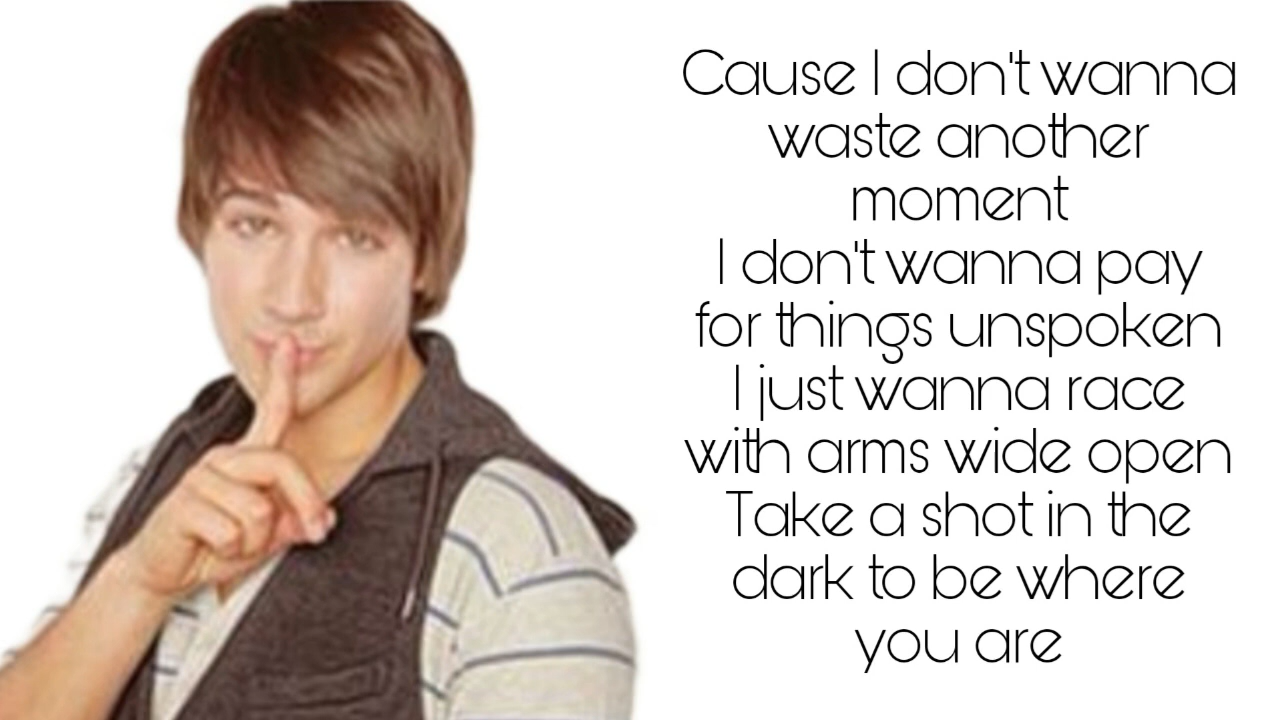 Cause I don't wanna
waste another
moment
I don't wanna pay
for things unspoken
I just wanna race
with arms wide open
Take a shot in the
dark to be where
you are